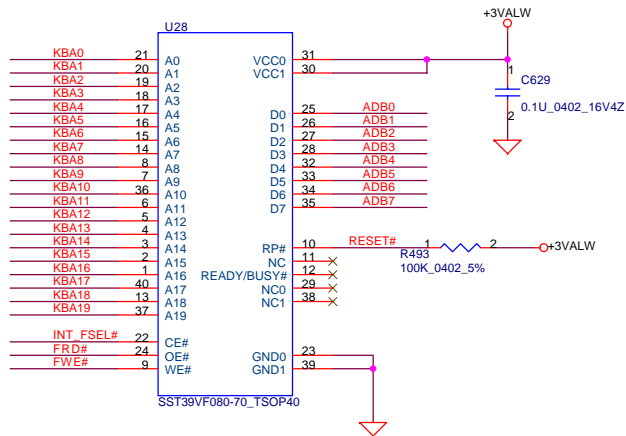 +3VALW
U28
KBA0 21 A0 VCC0 31
KBA1 20 A1 VCC1 30
KBA2 19 A2
KBA3 18 A3
KBA4 17 A4 D0 25 ADB0
KBA5 16 A5 D1 26 ADB1
KBA6 15 A6 D2 27 ADB2
KBA7 14 A7 D3 28 ADB3
KBA8 8 A8 D4 32 ADB4
KBA9 7 A9 D5 33 ADB5
KBA10 36 A10 D6 34 ADB6
KBA11 6 A11 D7 35 ADB7
KBA12 5 A12
KBA13 4 A13
KBA14 3 A14 RP# 10 RESET# 1 2 +3VALW
KBA15 2 A15 NC 11
KBA16 1 A16 READY/BUSY# 12
KBA17 40 A17 NC0 29
KBA18 13 A18 NC1 38
KBA19 37 A19
INT_FSEL# 22 CE#
FRD# 24 OE# GND0 23
FWE# 9 WE# GND1 39
SST39VF080-70_TSOP40
1
C629
0.1U_0402_16V4Z
2
R493
100K_0402_5%